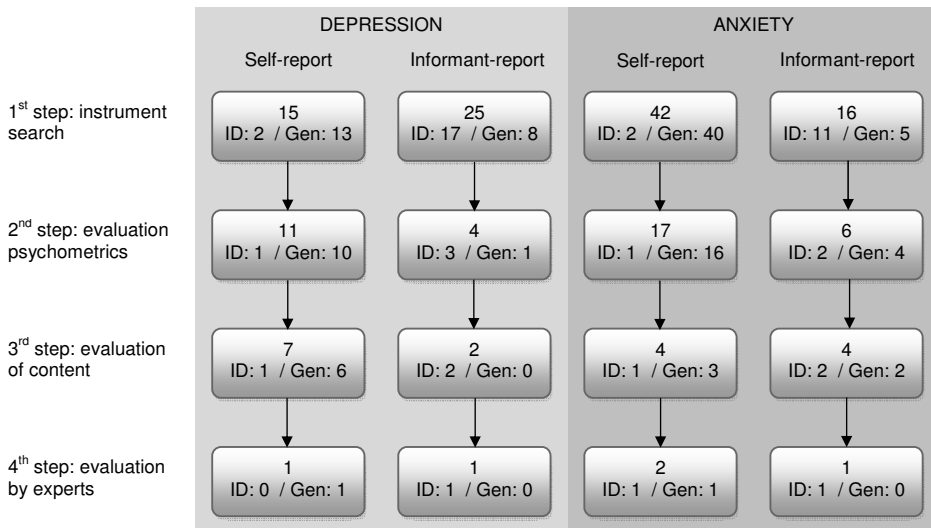 DEPRESSION
ANXIETY
Self-report
Informant-report
Self-report
Informant-report
1st step: instrument
search
15
ID: 2 / Gen: 13
25
ID: 17 / Gen: 8
42
ID: 2 / Gen: 40
16
ID: 11 / Gen: 5
2nd step: evaluation
psychometrics
11
ID: 1 / Gen: 10
4
ID: 3 / Gen: 1
17
ID: 1 / Gen: 16
6
ID: 2 / Gen: 4
3rd step: evaluation
of content
7
ID: 1 / Gen: 6
2
ID: 2 / Gen: 0
4
ID: 1 / Gen: 3
4
ID: 2 / Gen: 2
4th step: evaluation
by experts
1
ID: 0 / Gen: 1
1
ID: 1 / Gen: 0
2
ID: 1 / Gen: 1
1
ID: 1 / Gen: 0